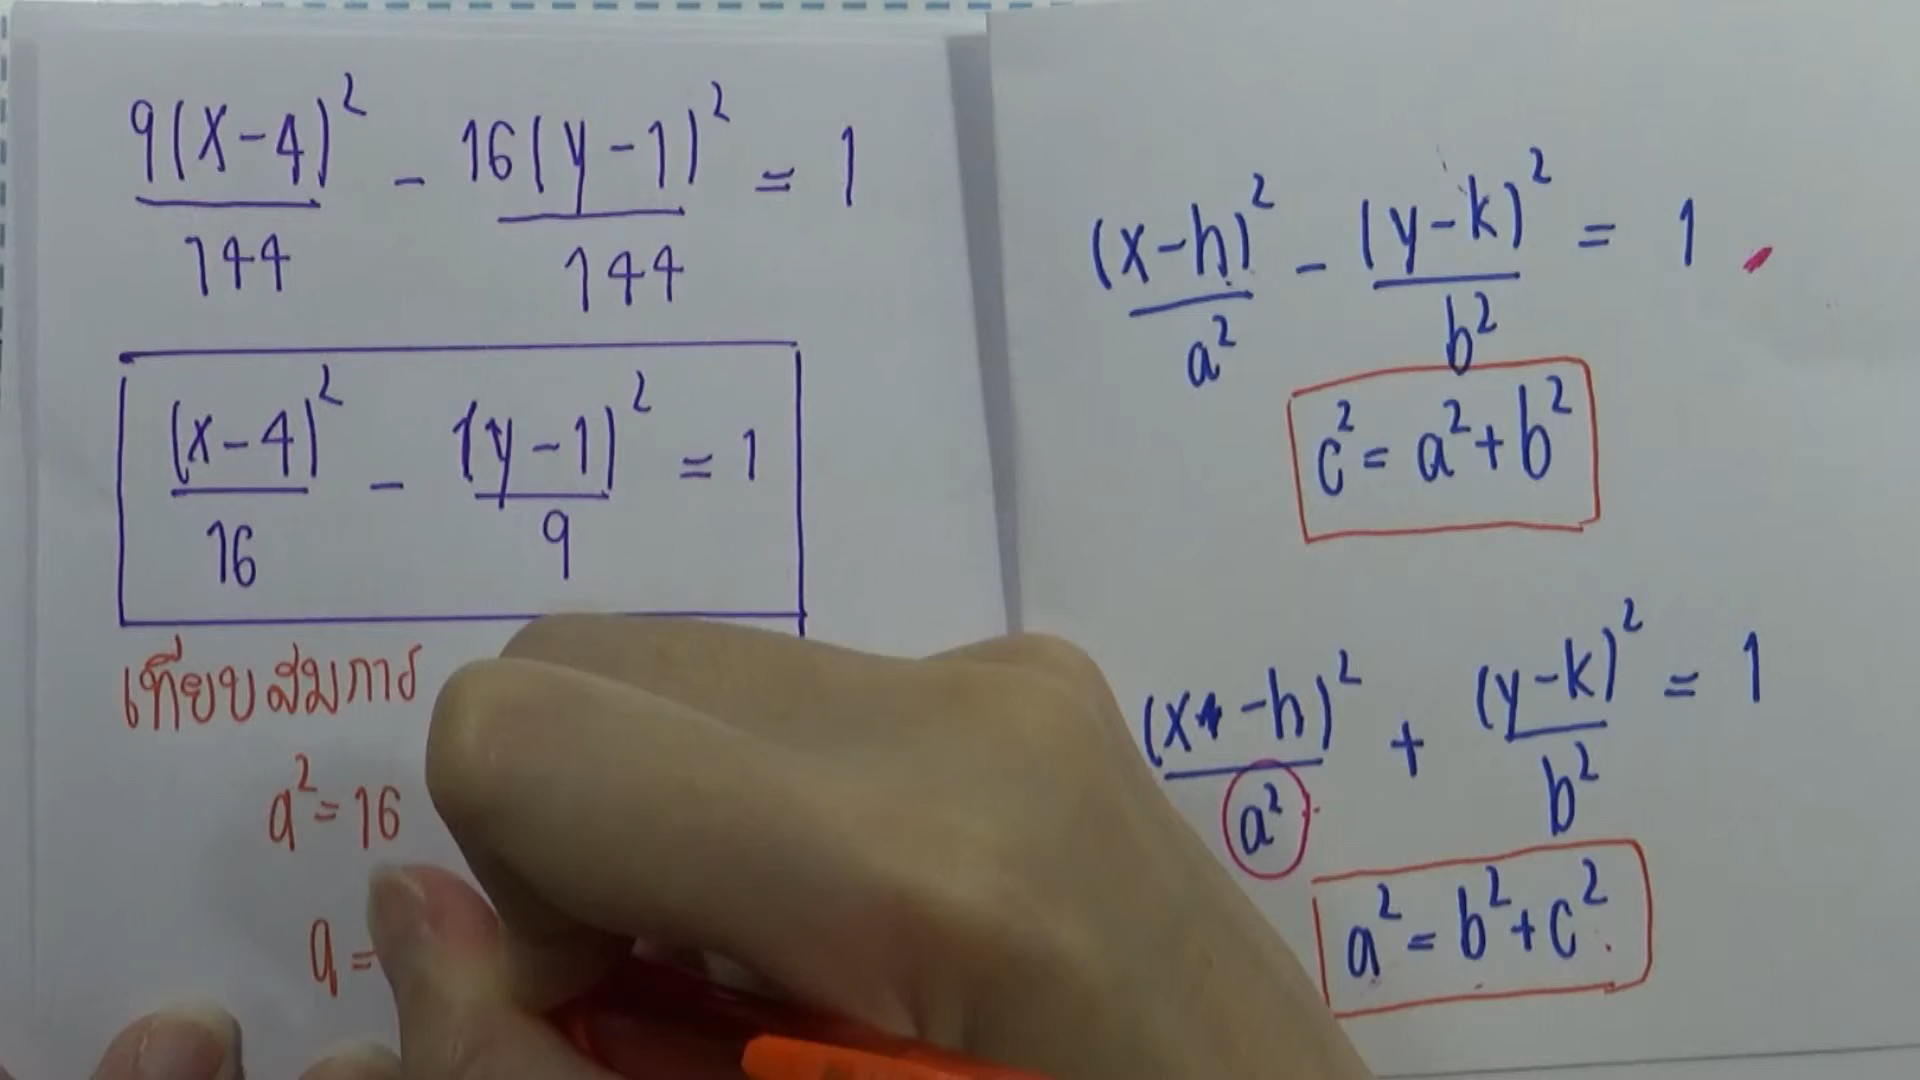 9(x-4)²/144 - 16(y-1)²/144 = 1
(x-4)²/16 - (y-1)²/9 = 1
เทียบสมการ
a² = 16
a =
(x-h)²/a² - (y-k)²/b² = 1
c² = a² + b²
(x-h)²/a² + (y-k)²/b² = 1
a² = b² + c²